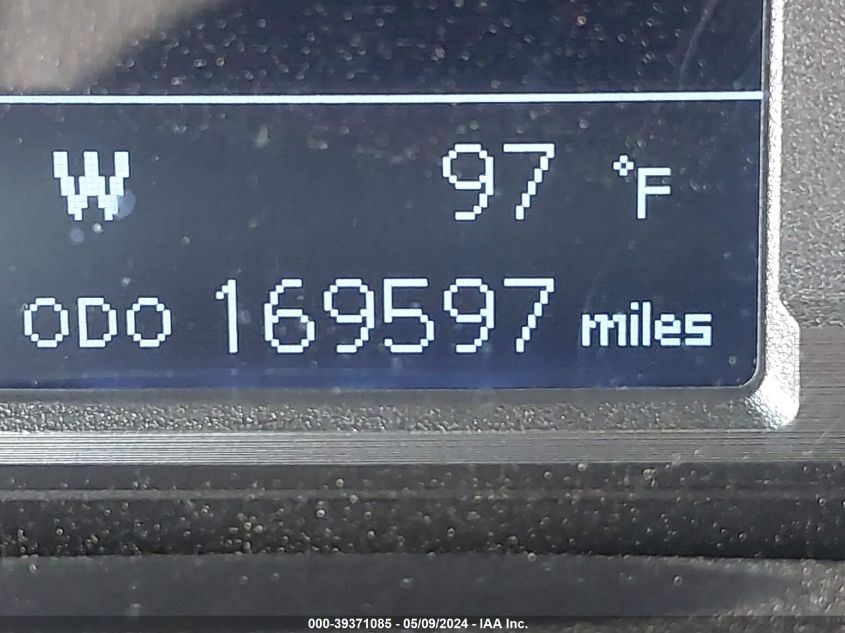 W 97 °F
ODO 169597 miles
000-39371085 - 05/09/2024 - IAA Inc.